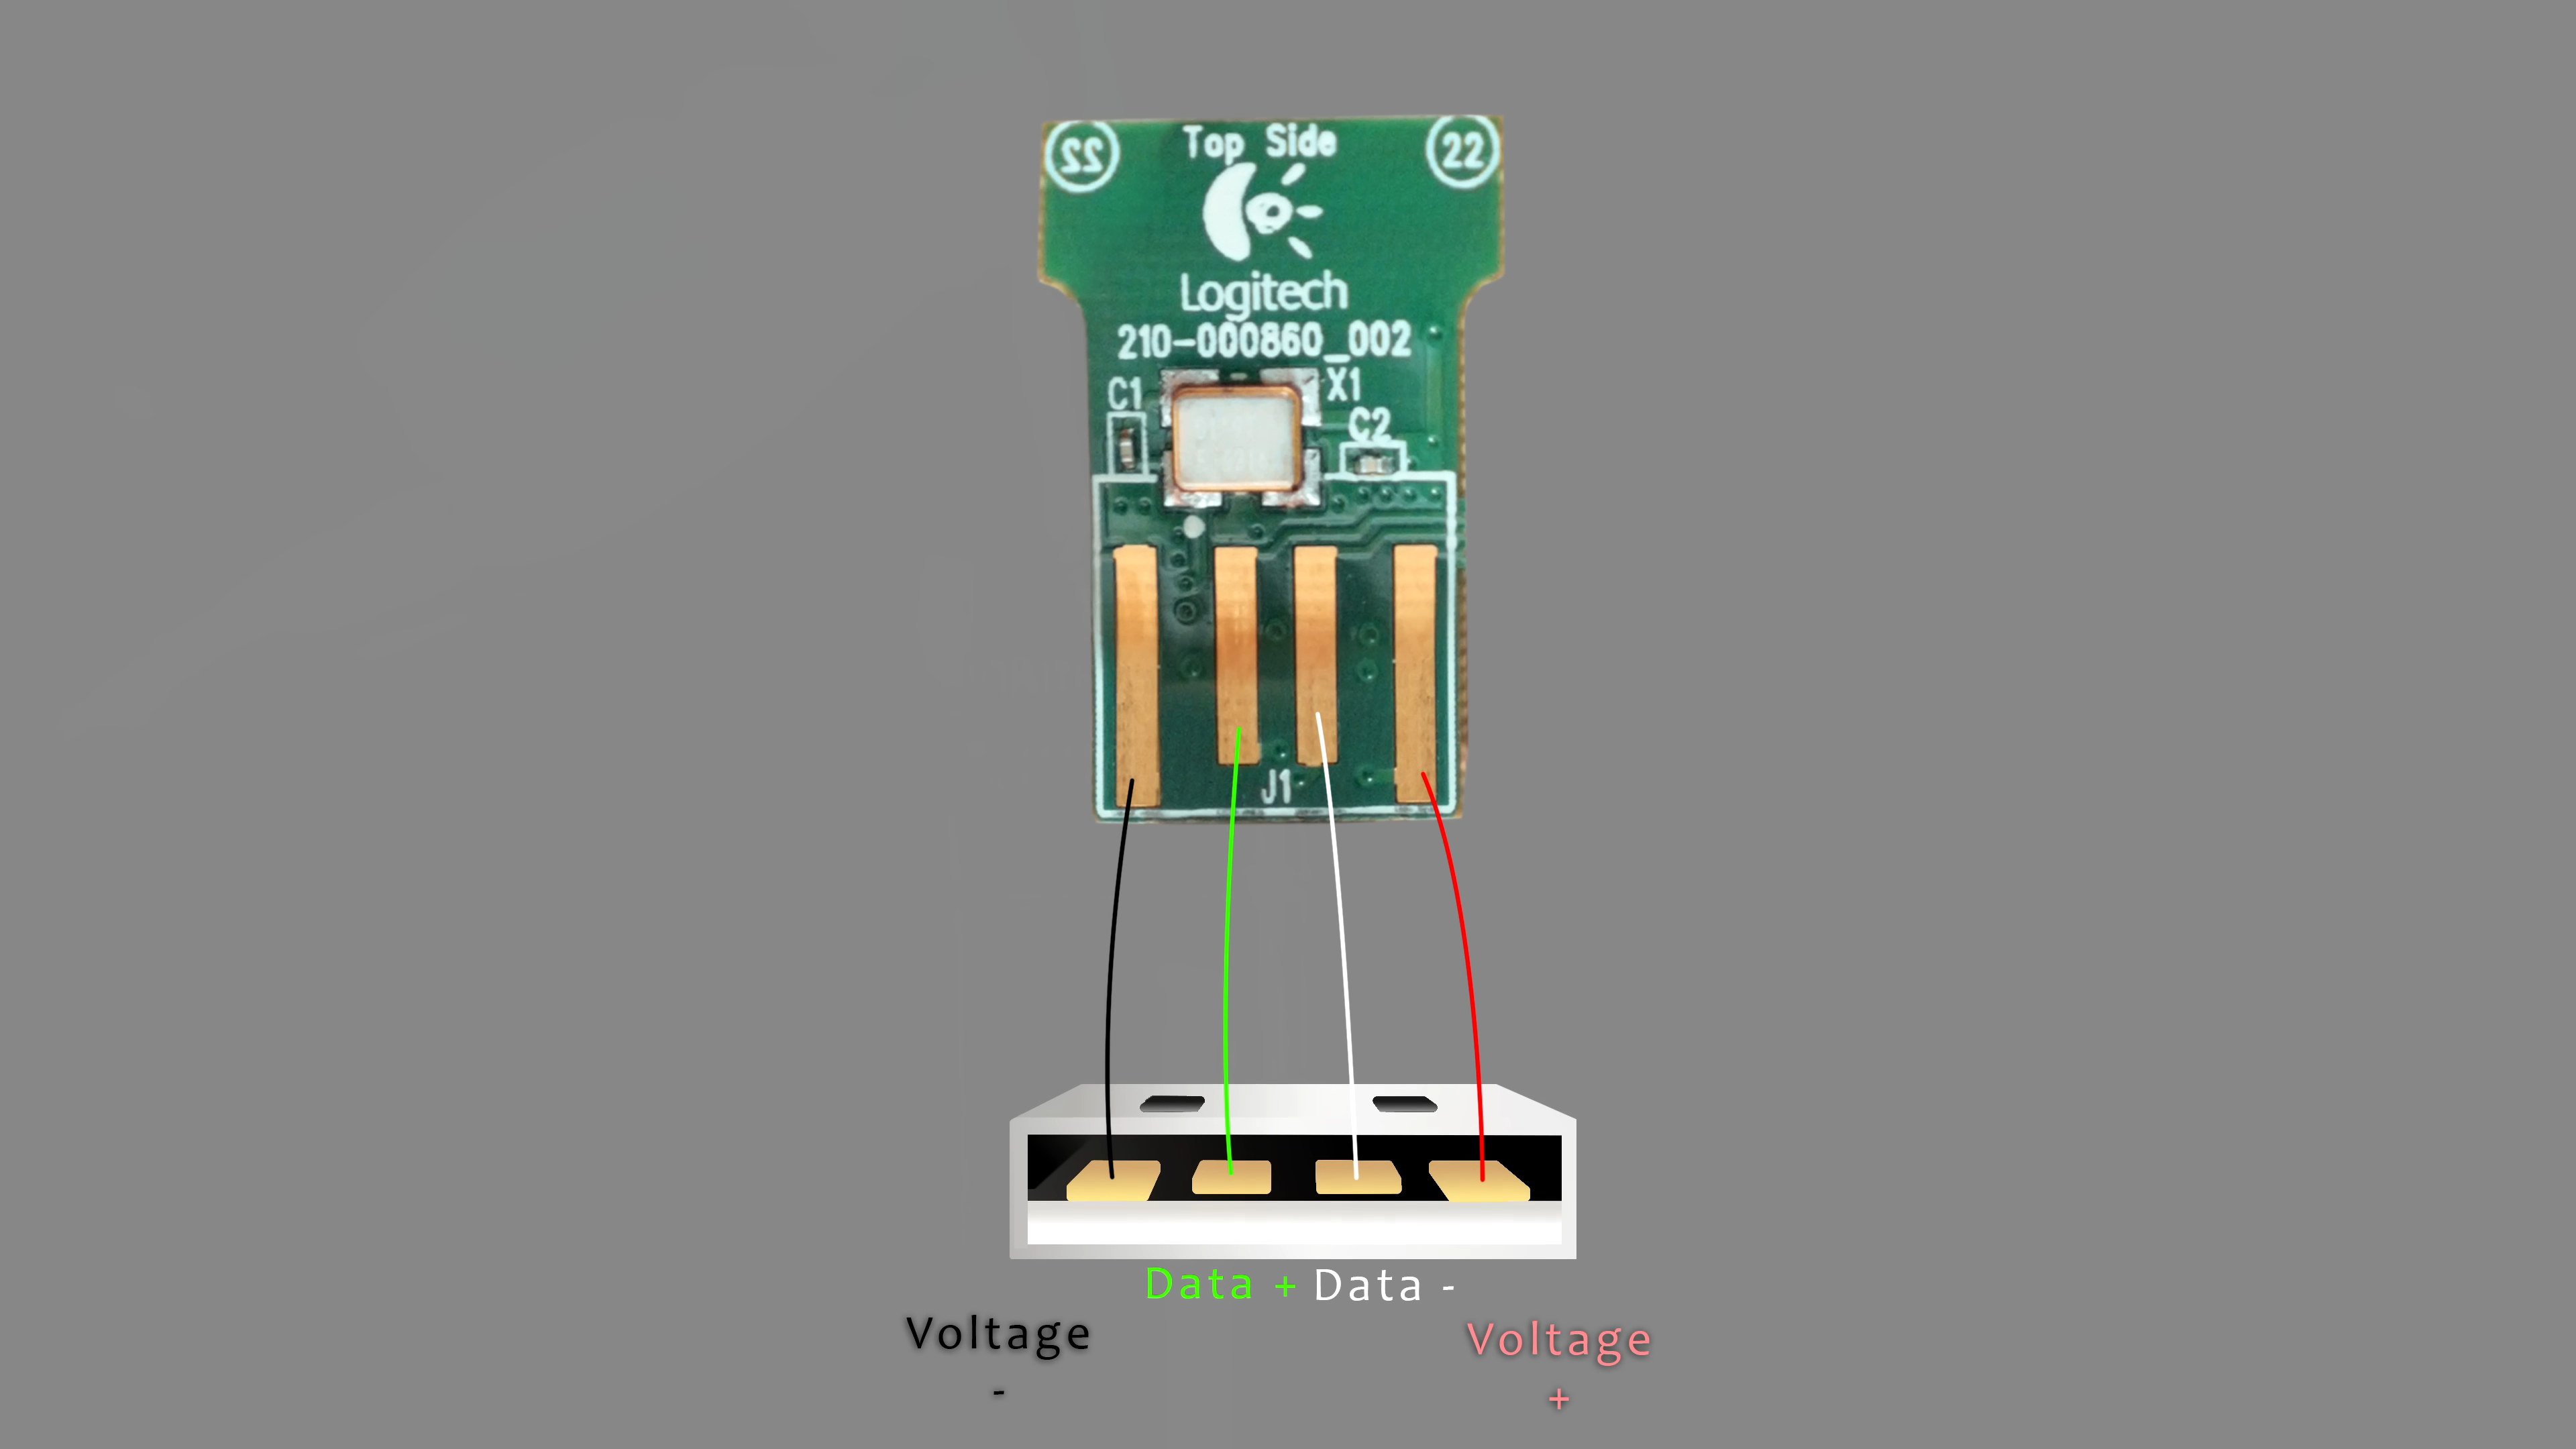 22 Top Side 22
Logitech
210-000860_002
C1
X1
C2
J1
Data + Data -
Voltage
-
Voltage
+